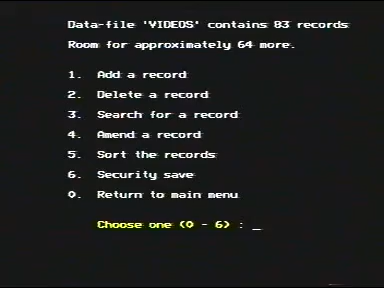 Data-file 'VIDEOS' contains 83 records
Room for approximately 64 more.
1. Add a record
2. Delete a record
3. Search for a record
4. Amend a record
5. Sort the records
6. Security save
0. Return to main menu
Choose one (0 - 6) : _